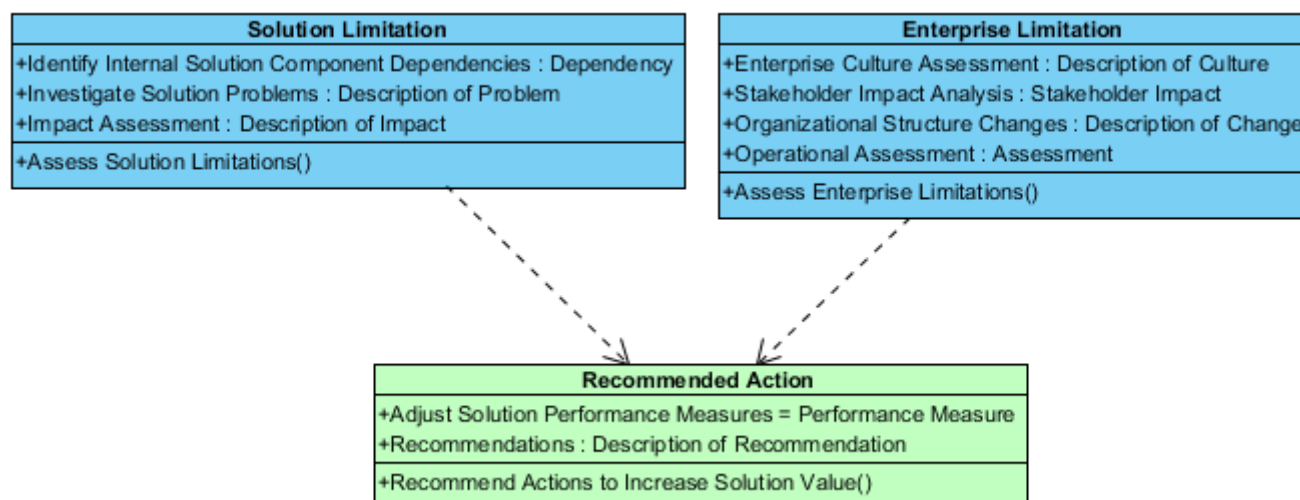 Solution Limitation
+Identify Internal Solution Component Dependencies : Dependency
+Investigate Solution Problems : Description of Problem
+Impact Assessment : Description of Impact
+Assess Solution Limitations()
Enterprise Limitation
+Enterprise Culture Assessment : Description of Culture
+Stakeholder Impact Analysis : Stakeholder Impact
+Organizational Structure Changes : Description of Change
+Operational Assessment : Assessment
+Assess Enterprise Limitations()
Recommended Action
+Adjust Solution Performance Measures = Performance Measure
+Recommendations : Description of Recommendation
+Recommend Actions to Increase Solution Value()